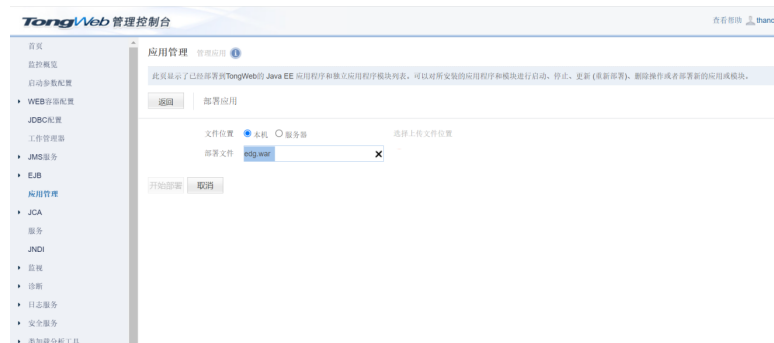 TongWeb 管理控制台
查看帮助 thanc
首页
监控概览
启动参数配置
WEB容器配置
JDBC配置
工作管理器
JMS服务
EJB
应用管理
JCA
服务
JNDI
监视
诊断
日志服务
安全服务
类加载分析工具
应用管理 管理应用
此页显示了已经部署到TongWeb的 Java EE 应用程序和独立应用程序模块列表。可以对所安装的应用程序和模块进行启动、停止、更新 (重新部署)、删除操作或者部署新的应用或模块。
返回 部署应用
文件位置 本机 服务器 选择上传文件位置
部署文件 edg.war
开始部署 取消